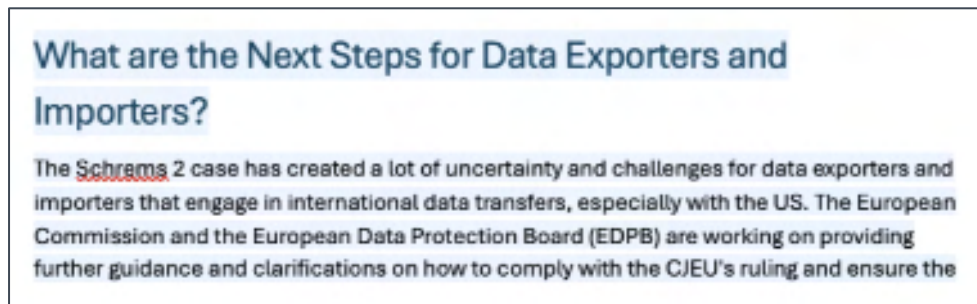 What are the Next Steps for Data Exporters and
Importers?
The Schrems 2 case has created a lot of uncertainty and challenges for data exporters and
importers that engage in international data transfers, especially with the US. The European
Commission and the European Data Protection Board (EDPB) are working on providing
further guidance and clarifications on how to comply with the CJEU's ruling and ensure the